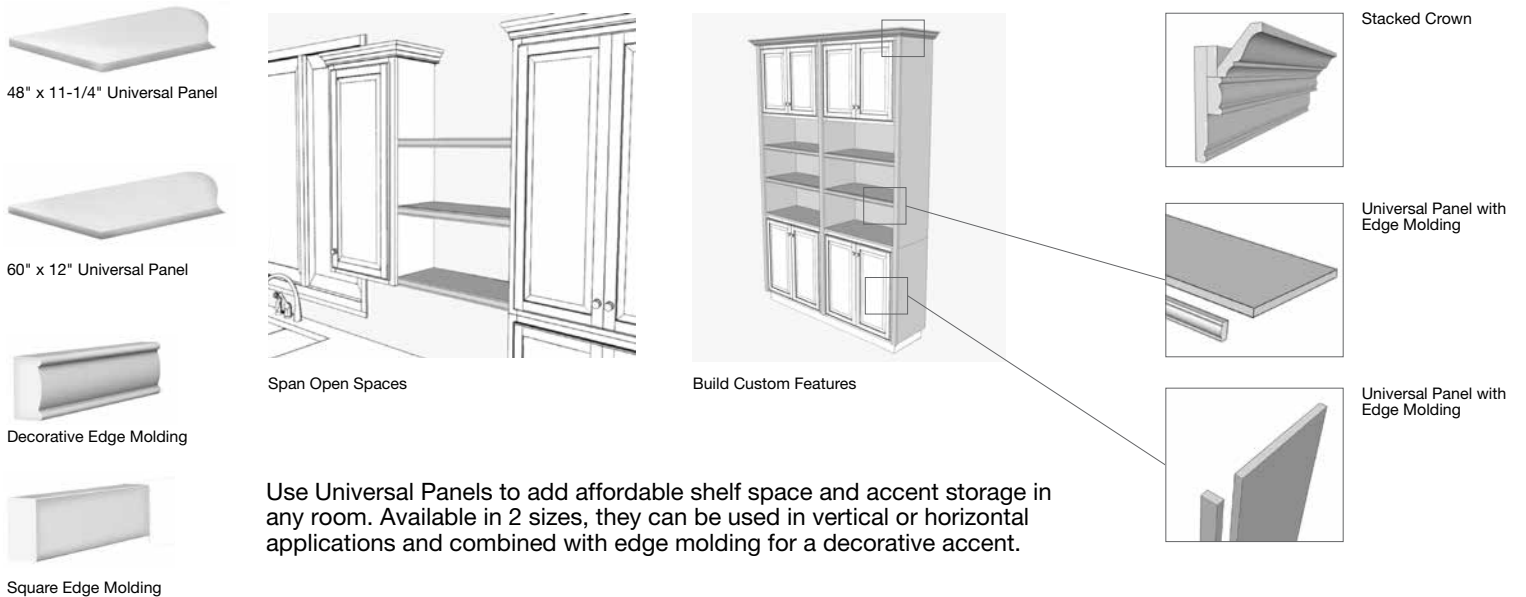 48" x 11-1/4" Universal Panel
60" x 12" Universal Panel
Decorative Edge Molding
Square Edge Molding
Span Open Spaces
Build Custom Features
Use Universal Panels to add affordable shelf space and accent storage in
any room. Available in 2 sizes, they can be used in vertical or horizontal
applications and combined with edge molding for a decorative accent.
Stacked Crown
Universal Panel with
Edge Molding
Universal Panel with
Edge Molding